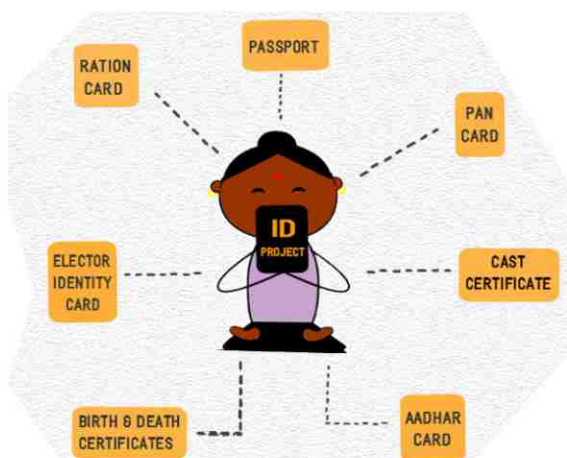 PASSPORT
RATION
CARD
PAN
CARD
ID
PROJECT
ELECTOR
IDENTITY
CARD
CAST
CERTIFICATE
BIRTH & DEATH
CERTIFICATES
AADHAR
CARD